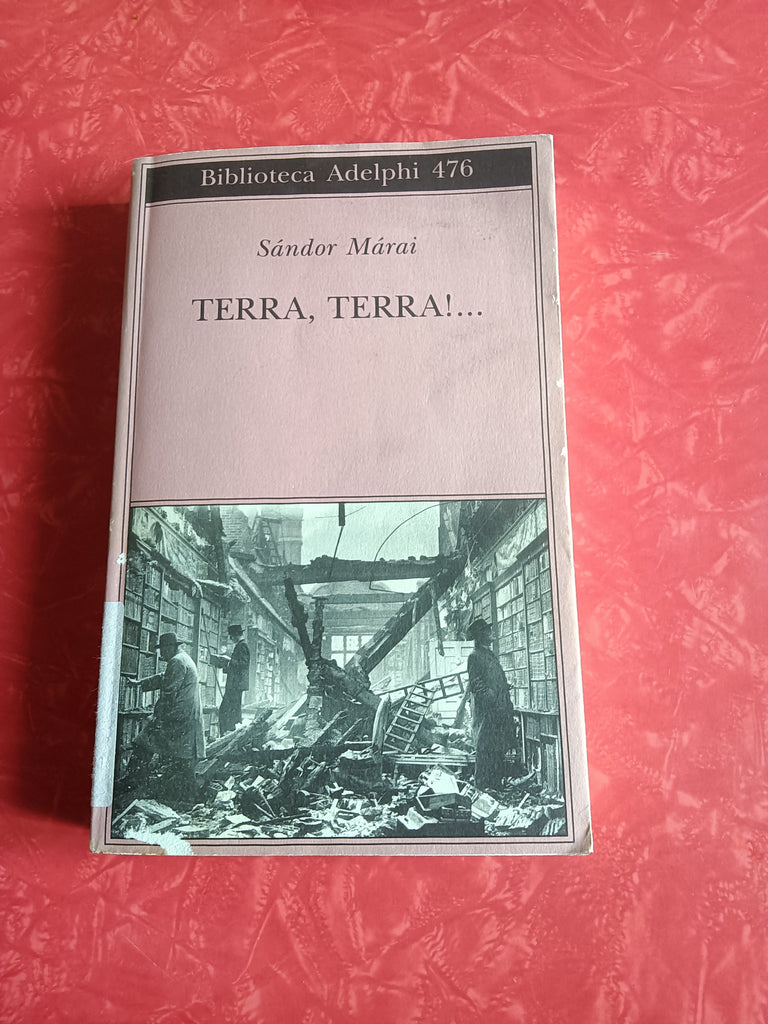 Biblioteca Adelphi 476
Sándor Márai
TERRA, TERRA!...